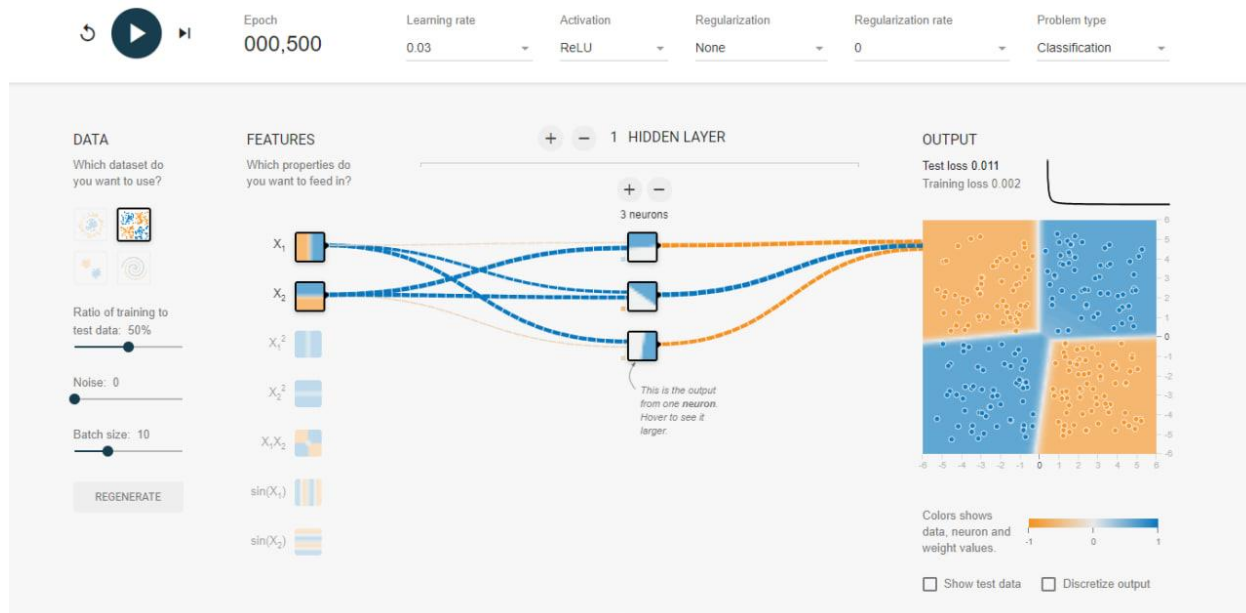 Epoch
000,500
Learning rate
0.03
Activation
ReLU
Regularization
None
Regularization rate
0
Problem type
Classification
DATA
Which dataset do
you want to use?
Ratio of training to
test data: 50%
Noise: 0
Batch size: 10
REGENERATE
FEATURES
Which properties do
you want to feed in?
X₁
X₂
X₁²
X₂²
X₁X₂
sin(X₁)
sin(X₂)
+ − 1 HIDDEN LAYER
+ −
3 neurons
This is the output
from one neuron.
Hover to see it
larger.
OUTPUT
Test loss 0.011
Training loss 0.002
6
5
4
3
2
1
0
-1
-2
-3
-4
-5
-6
-6 -5 -4 -3 -2 -1 0 1 2 3 4 5 6
Colors shows
data, neuron and
weight values.
-1 0 1
Show test data
Discretize output